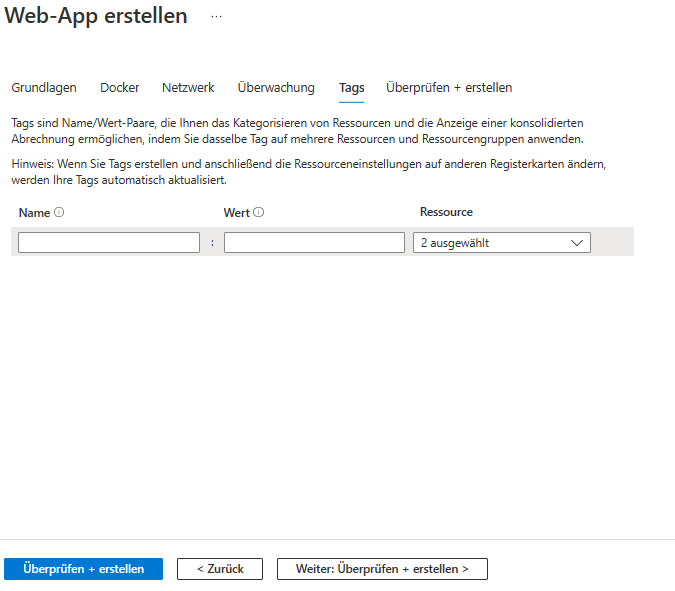 Web-App erstellen ...
Grundlagen Docker Netzwerk Überwachung Tags Überprüfen + erstellen
Tags sind Name/Wert-Paare, die Ihnen das Kategorisieren von Ressourcen und die Anzeige einer konsolidierten
Abrechnung ermöglichen, indem Sie dasselbe Tag auf mehrere Ressourcen und Ressourcengruppen anwenden.
Hinweis: Wenn Sie Tags erstellen und anschließend die Ressourceneinstellungen auf anderen Registerkarten ändern,
werden Ihre Tags automatisch aktualisiert.
Name Wert Ressource
: 2 ausgewählt
Überprüfen + erstellen < Zurück Weiter: Überprüfen + erstellen >